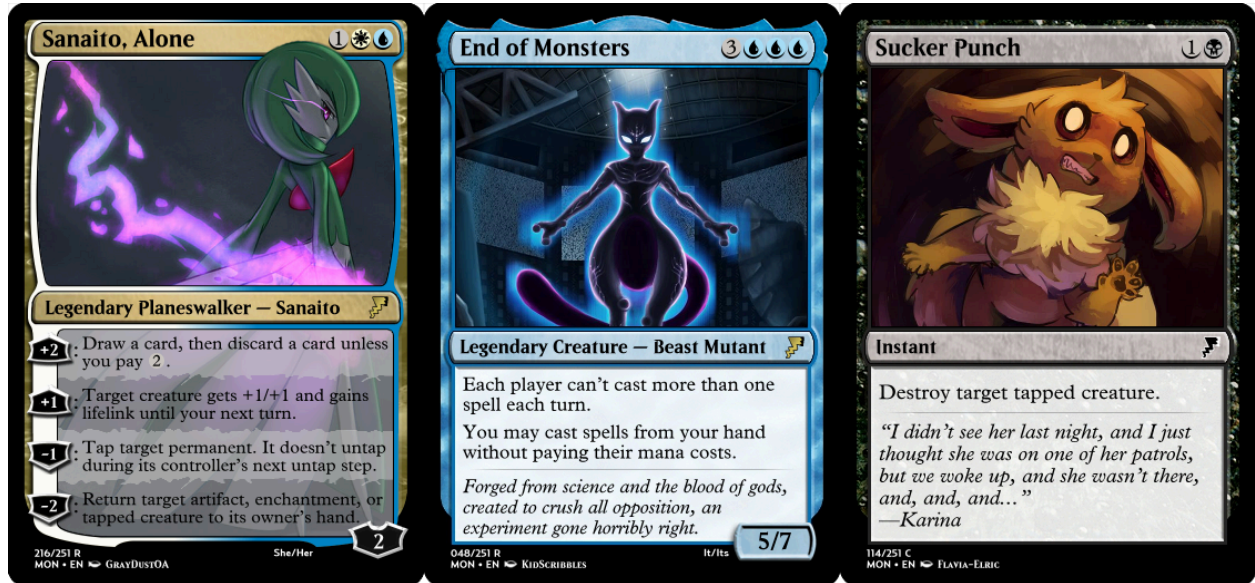 Sanaito, Alone
1
Legendary Planeswalker — Sanaito
+2 : Draw a card, then discard a card unless
you pay 2 .
+1 : Target creature gets +1/+1 and gains
lifelink until your next turn.
-1 : Tap target permanent. It doesn't untap
during its controller's next untap step.
-2 : Return target artifact, enchantment, or
tapped creature to its owner's hand.
2
216/251 R She/Her
MON • EN GrayDustOA
End of Monsters
3
Legendary Creature — Beast Mutant
Each player can't cast more than one
spell each turn.
You may cast spells from your hand
without paying their mana costs.
Forged from science and the blood of gods,
created to crush all opposition, an
experiment gone horribly right.
5/7
048/251 R It/Its
MON • EN KidScribbles
Sucker Punch
1
Instant
Destroy target tapped creature.
"I didn't see her last night, and I just
thought she was on one of her patrols,
but we woke up, and she wasn't there,
and, and, and..."
—Karina
114/251 C
MON • EN Flavia-Elric